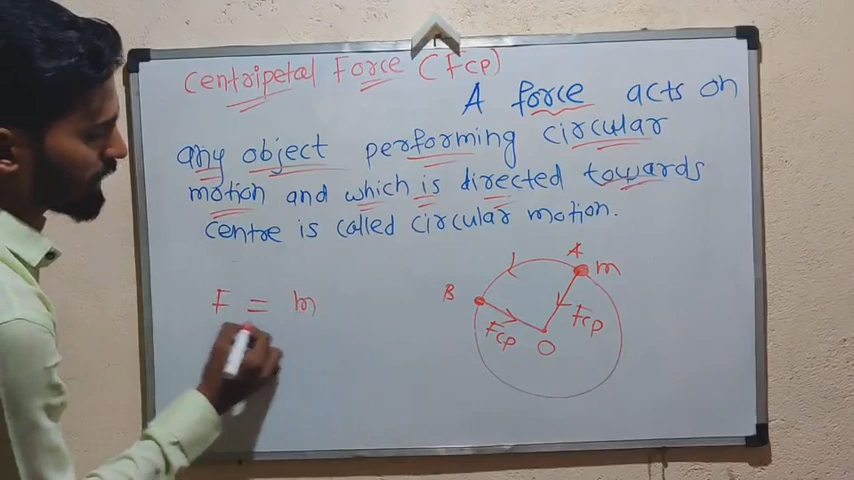 Centripetal Force (Fcp)
A force acts on
any object performing circular
motion and which is directed towards
centre is called circular motion.
A
m
B
Fcp
Fcp
O
F = m